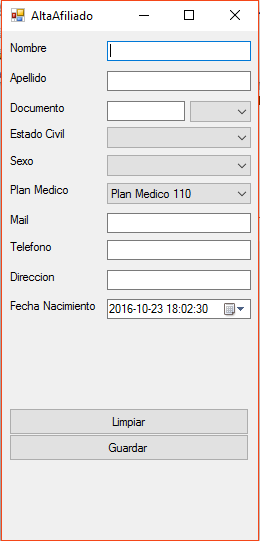 AltaAfiliado
Nombre
Apellido
Documento
Estado Civil
Sexo
Plan Medico Plan Medico 110
Mail
Telefono
Direccion
Fecha Nacimiento 2016-10-23 18:02:30
Limpiar
Guardar